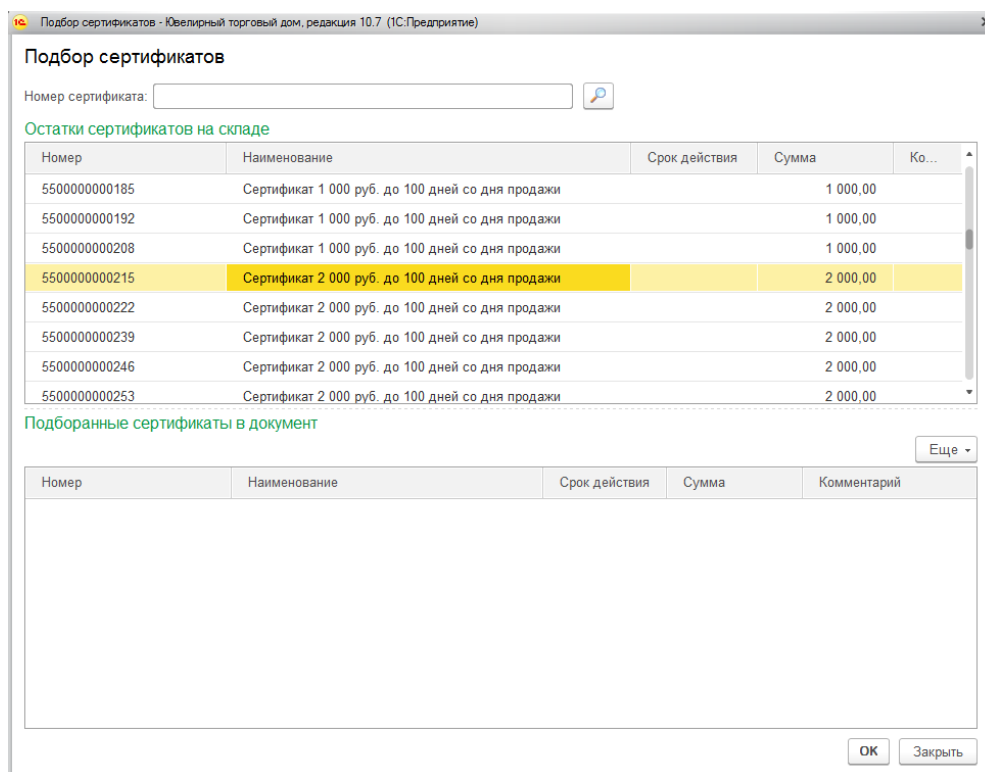 Подбор сертификатов - Ювелирный торговый дом, редакция 10.7 (1С:Предприятие)
Подбор сертификатов
Номер сертификата:
Остатки сертификатов на складе
Номер Наименование Срок действия Сумма Ко...
5500000000185 Сертификат 1 000 руб. до 100 дней со дня продажи 1 000,00
5500000000192 Сертификат 1 000 руб. до 100 дней со дня продажи 1 000,00
5500000000208 Сертификат 1 000 руб. до 100 дней со дня продажи 1 000,00
5500000000215 Сертификат 2 000 руб. до 100 дней со дня продажи 2 000,00
5500000000222 Сертификат 2 000 руб. до 100 дней со дня продажи 2 000,00
5500000000239 Сертификат 2 000 руб. до 100 дней со дня продажи 2 000,00
5500000000246 Сертификат 2 000 руб. до 100 дней со дня продажи 2 000,00
5500000000253 Сертификат 2 000 руб. до 100 дней со дня продажи 2 000,00
Подборанные сертификаты в документ
Еще
Номер Наименование Срок действия Сумма Комментарий
ОК Закрыть